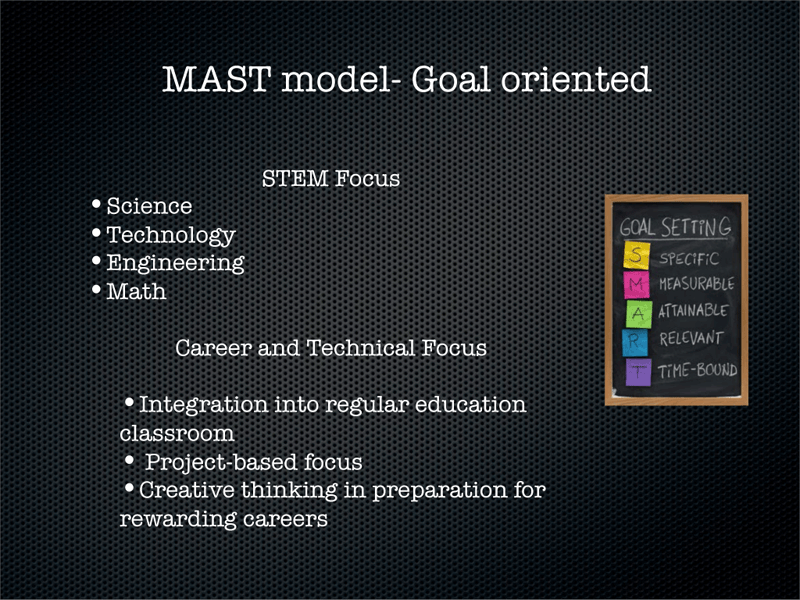 MAST model- Goal oriented
STEM Focus
•Science
•Technology
•Engineering
•Math
Career and Technical Focus
•Integration into regular education
classroom
• Project-based focus
•Creative thinking in preparation for
rewarding careers
GOAL SETTING
S SPECIFIC
M MEASURABLE
A ATTAINABLE
R RELEVANT
T TIME-BOUND